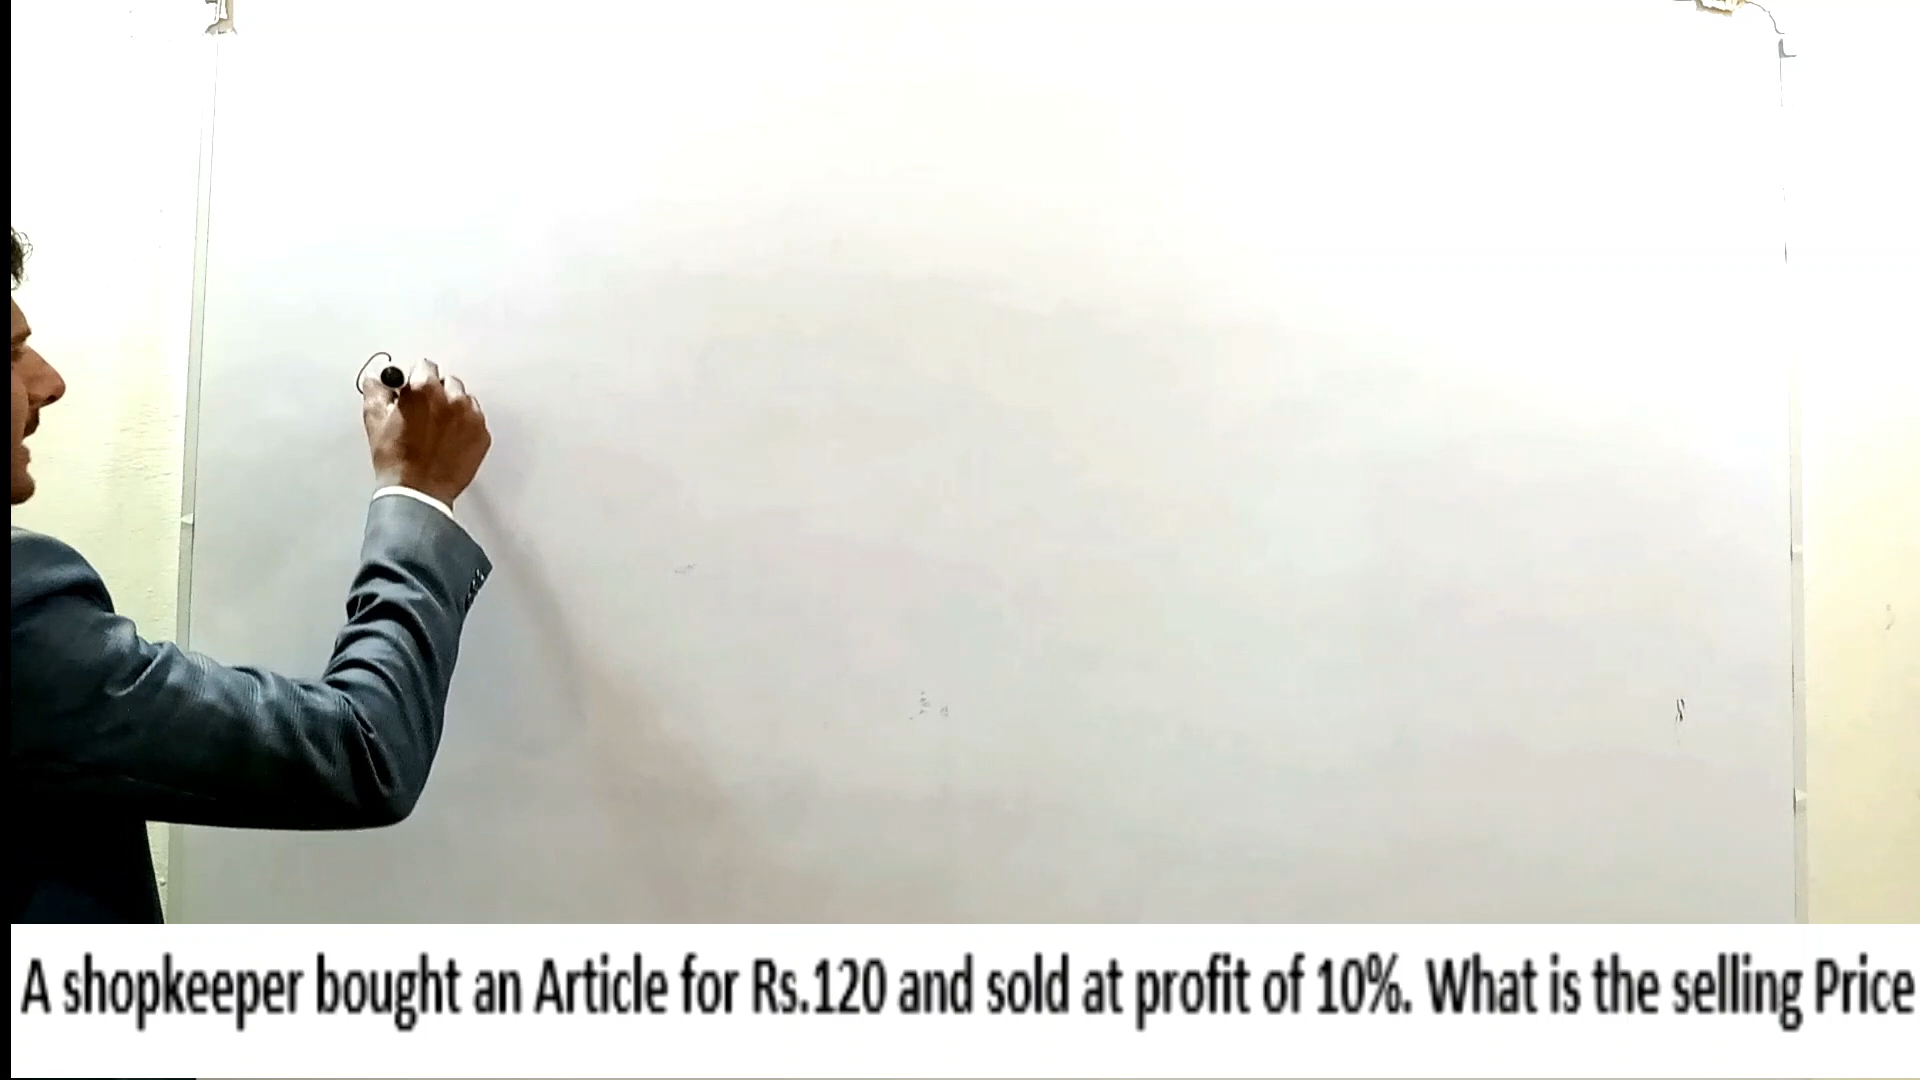 A shopkeeper bought an Article for Rs.120 and sold at profit of 10%. What is the selling Price